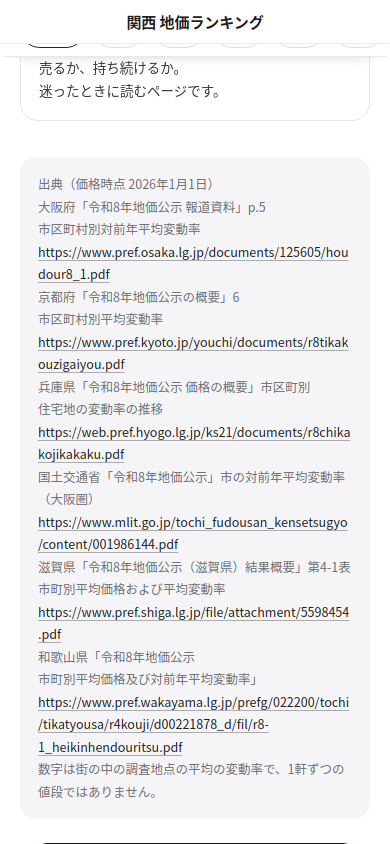 関西 地価ランキング
売るか、持ち続けるか。
迷ったときに読むページです。
出典（価格時点 2026年1月1日）
大阪府「令和8年地価公示 報道資料」p.5
市区町村別対前年平均変動率
https://www.pref.osaka.lg.jp/documents/125605/hou
dour8_1.pdf
京都府「令和8年地価公示の概要」6
市区町村別平均変動率
https://www.pref.kyoto.jp/youchi/documents/r8tikak
ouzigaiyou.pdf
兵庫県「令和8年地価公示 価格の概要」市区町別
住宅地の変動率の推移
https://web.pref.hyogo.lg.jp/ks21/documents/r8chika
kojikakaku.pdf
国土交通省「令和8年地価公示」市の対前年平均変動率
（大阪圏）
https://www.mlit.go.jp/tochi_fudousan_kensetsugyo
/content/001986144.pdf
滋賀県「令和8年地価公示（滋賀県）結果概要」第4-1表
市町別平均価格および平均変動率
https://www.pref.shiga.lg.jp/file/attachment/5598454
.pdf
和歌山県「令和8年地価公示
市町別平均価格及び対前年平均変動率」
https://www.pref.wakayama.lg.jp/prefg/022200/tochi
/tikatyousa/r4kouji/d00221878_d/fil/r8-
1_heikinhendouritsu.pdf
数字は街の中の調査地点の平均の変動率で、1軒ずつの
値段ではありません。